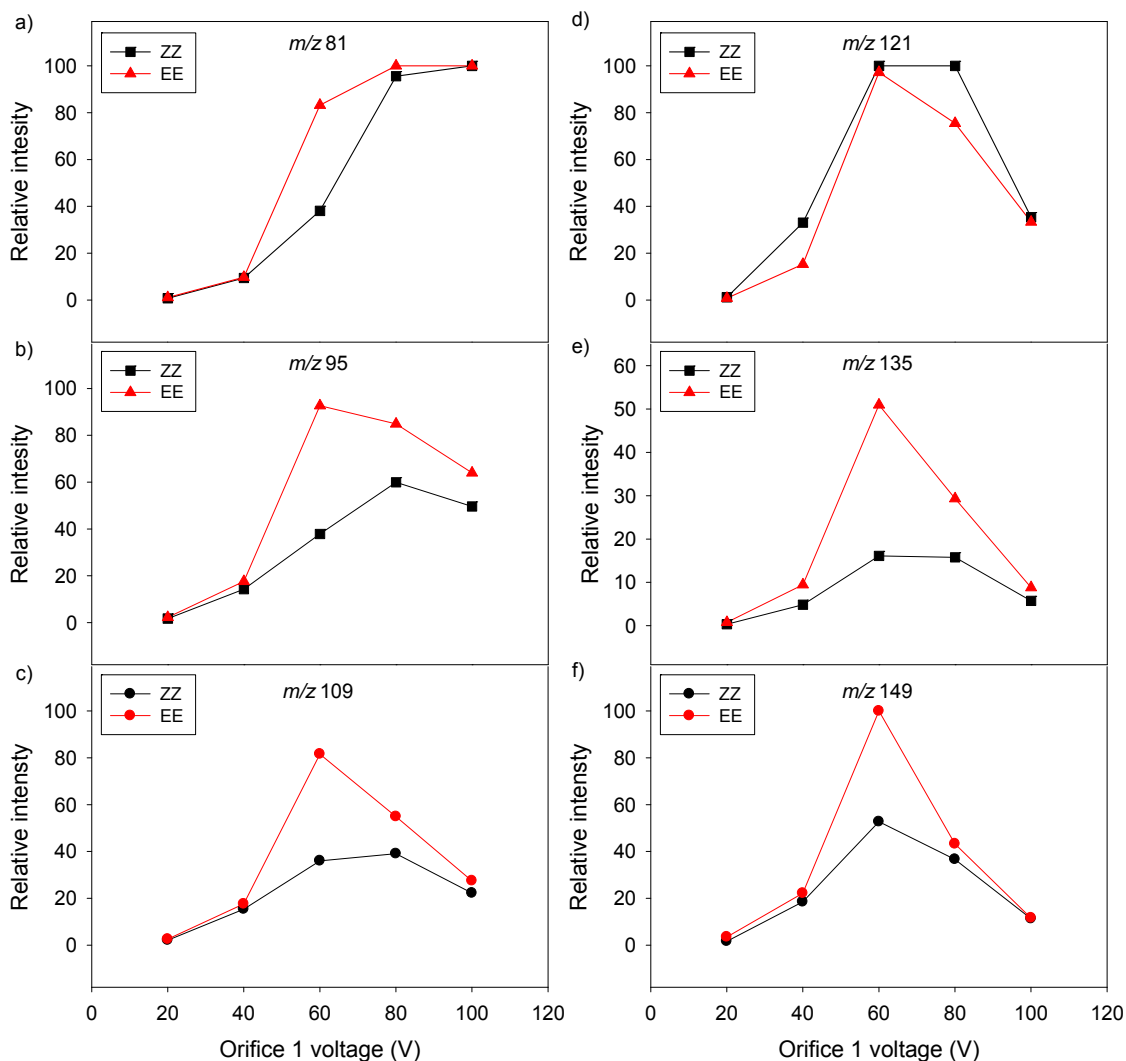 a)
m/z 81
ZZ
EE
100
80
60
40
20
0
Relative intesity
b)
m/z 95
ZZ
EE
100
80
60
40
20
0
Relative intesity
c)
m/z 109
ZZ
EE
100
80
60
40
20
0
Relative intensty
0 20 40 60 80 100 120
Orifice 1 voltage (V)
d)
m/z 121
ZZ
EE
100
80
60
40
20
0
Relative intesity
e)
m/z 135
ZZ
EE
60
50
40
30
20
10
0
Relative intesity
f)
m/z 149
ZZ
EE
100
80
60
40
20
0
Relative intensty
0 20 40 60 80 100 120
Orifice 1 voltage (V)